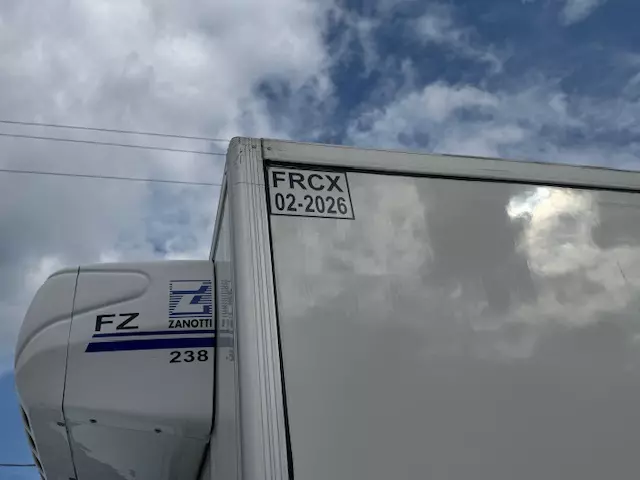 FRCX
02-2026
FZ
ZANOTTI
238